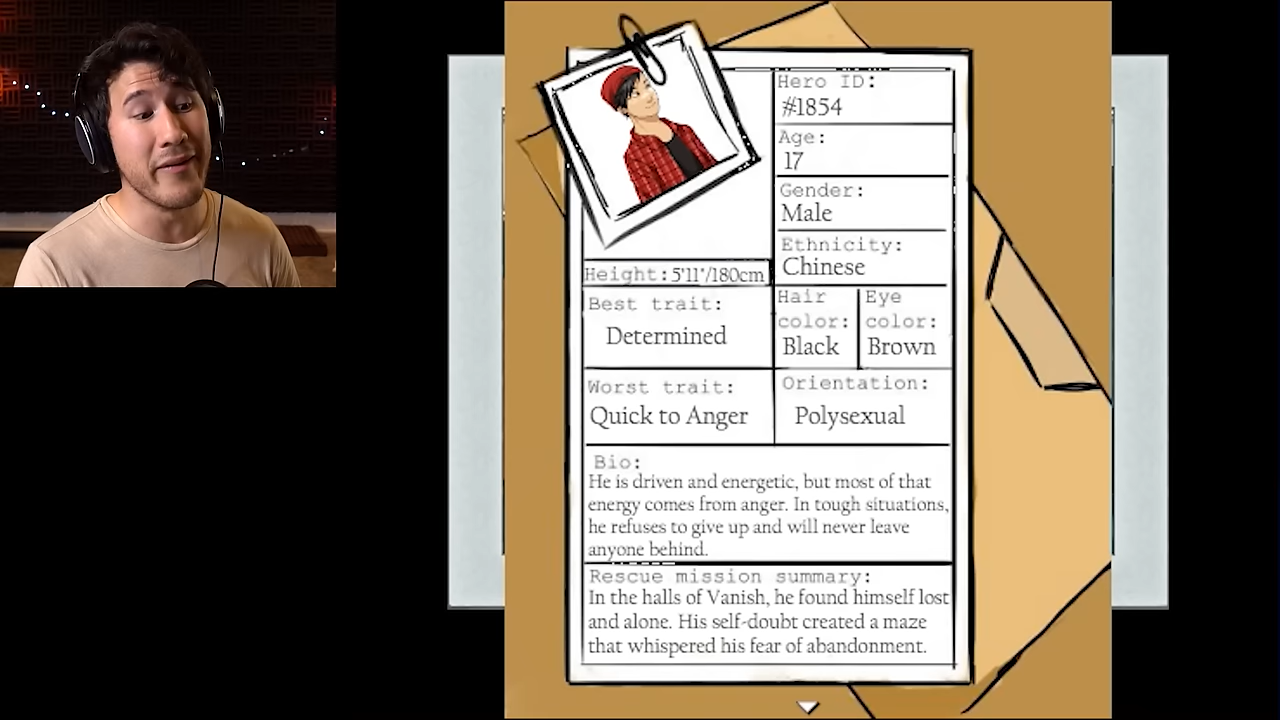 Hero ID:
#1854
Age:
17
Gender:
Male
Ethnicity:
Chinese
Height: 5'11"/180cm
Best trait:
Determined
Hair color:
Black
Eye color:
Brown
Worst trait:
Quick to Anger
Orientation:
Polysexual
Bio:
He is driven and energetic, but most of that
energy comes from anger. In tough situations,
he refuses to give up and will never leave
anyone behind.
Rescue mission summary:
In the halls of Vanish, he found himself lost
and alone. His self-doubt created a maze
that whispered his fear of abandonment.